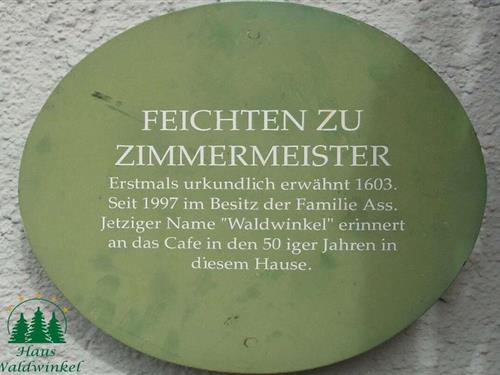 FEICHTEN ZU
ZIMMERMEISTER
Erstmals urkundlich erwähnt 1603.
Seit 1997 im Besitz der Familie Ass.
Jetziger Name "Waldwinkel" erinnert
an das Cafe in den 50 iger Jahren in
diesem Hause.
Haus
Waldwinkel